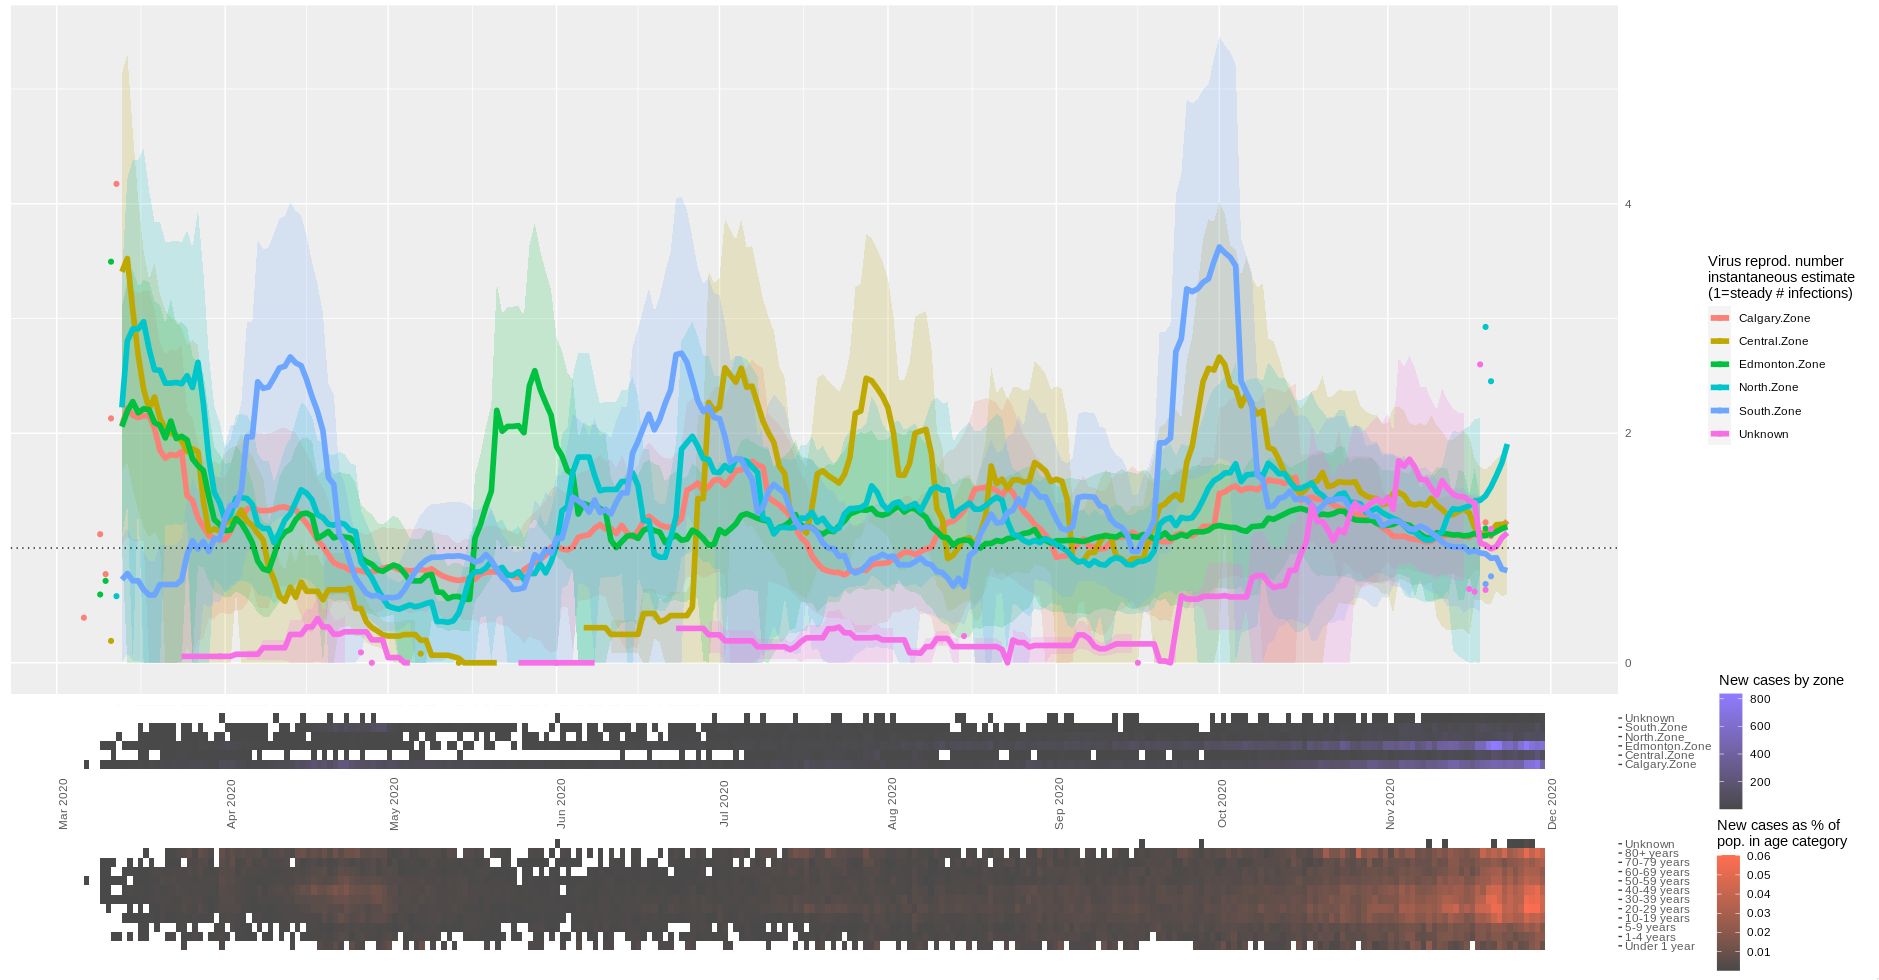 4
2
0
Virus reprod. number
instantaneous estimate
(1=steady # infections)
Calgary.Zone
Central.Zone
Edmonton.Zone
North.Zone
South.Zone
Unknown
New cases by zone
800
600
400
200
Unknown
South.Zone
North.Zone
Edmonton.Zone
Central.Zone
Calgary.Zone
Mar 2020
Apr 2020
May 2020
Jun 2020
Jul 2020
Aug 2020
Sep 2020
Oct 2020
Nov 2020
Dec 2020
New cases as % of
pop. in age category
0.06
0.05
0.04
0.03
0.02
0.01
Unknown
80+ years
70-79 years
60-69 years
50-59 years
40-49 years
30-39 years
20-29 years
10-19 years
5-9 years
1-4 years
Under 1 year